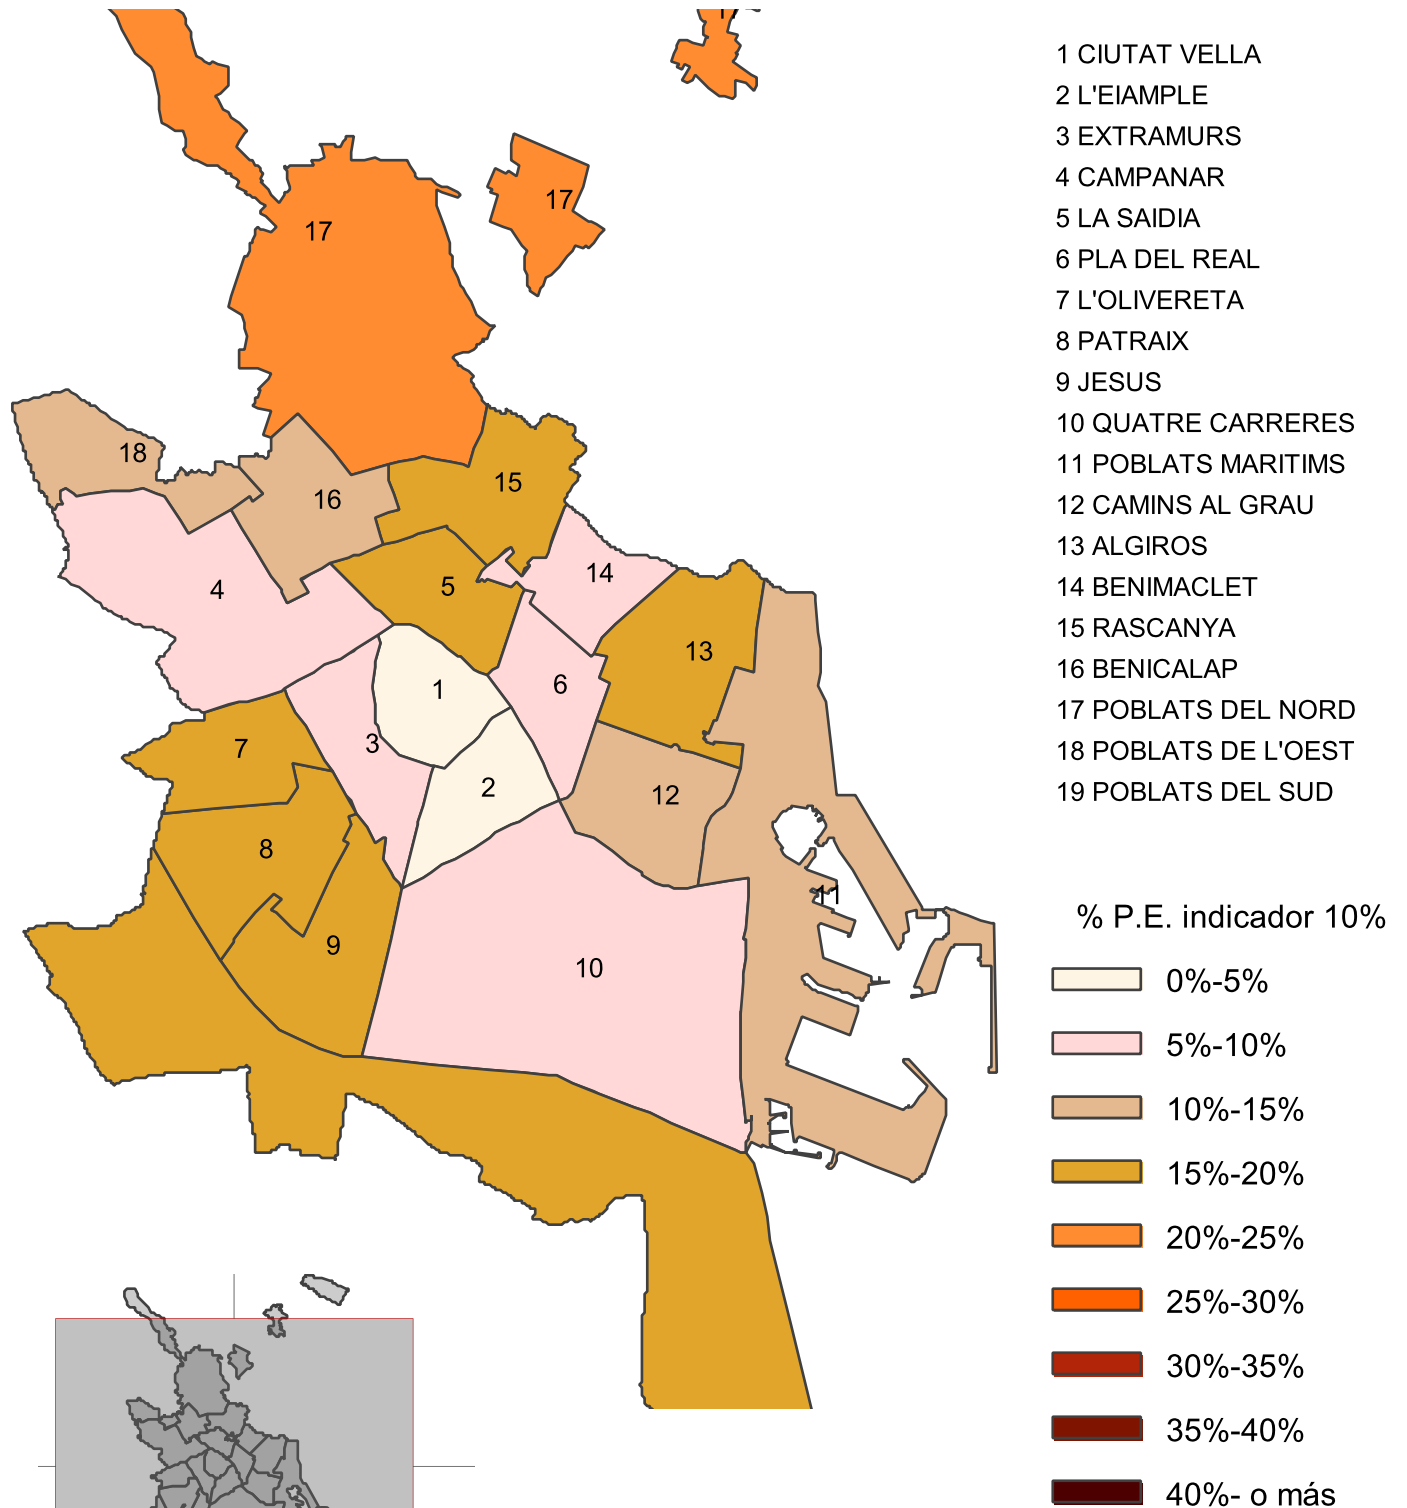 17
17
17
18
16
15
4
5
14
13
1
6
7
3
2
12
8
11
9
10
1 CIUTAT VELLA
2 L'EIAMPLE
3 EXTRAMURS
4 CAMPANAR
5 LA SAIDIA
6 PLA DEL REAL
7 L'OLIVERETA
8 PATRAIX
9 JESUS
10 QUATRE CARRERES
11 POBLATS MARITIMS
12 CAMINS AL GRAU
13 ALGIROS
14 BENIMACLET
15 RASCANYA
16 BENICALAP
17 POBLATS DEL NORD
18 POBLATS DE L'OEST
19 POBLATS DEL SUD
% P.E. indicador 10%
0%-5%
5%-10%
10%-15%
15%-20%
20%-25%
25%-30%
30%-35%
35%-40%
40%- o más